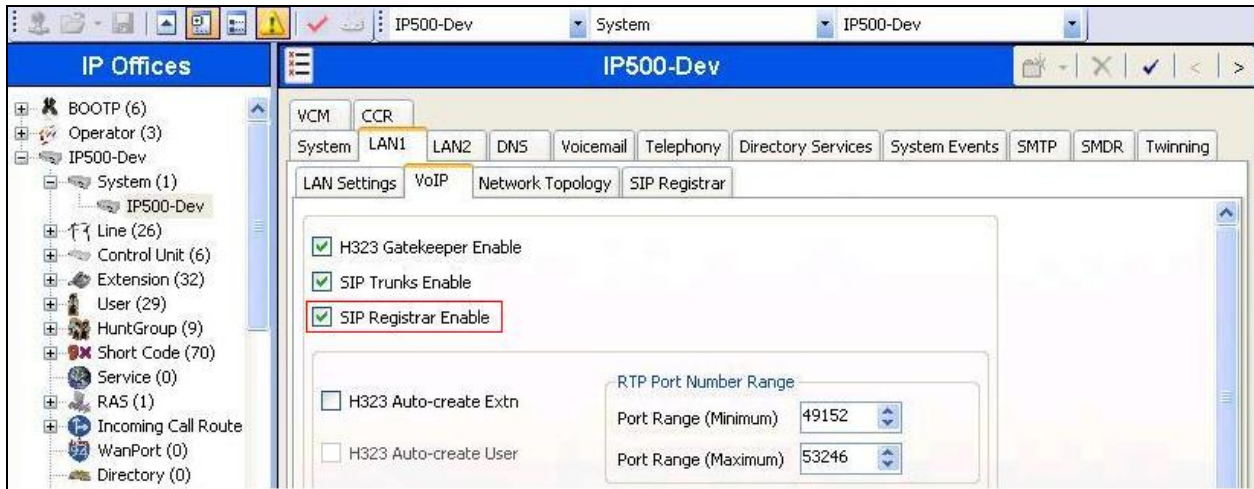 IP500-Dev System IP500-Dev
IP Offices
IP500-Dev
BOOTP (6)
Operator (3)
IP500-Dev
System (1)
IP500-Dev
Line (26)
Control Unit (6)
Extension (32)
User (29)
HuntGroup (9)
Short Code (70)
Service (0)
RAS (1)
Incoming Call Route
WanPort (0)
Directory (0)
VCM CCR
System LAN1 LAN2 DNS Voicemail Telephony Directory Services System Events SMTP SMDR Twinning
LAN Settings VoIP Network Topology SIP Registrar
H323 Gatekeeper Enable
SIP Trunks Enable
SIP Registrar Enable
H323 Auto-create Extn
H323 Auto-create User
RTP Port Number Range
Port Range (Minimum) 49152
Port Range (Maximum) 53246